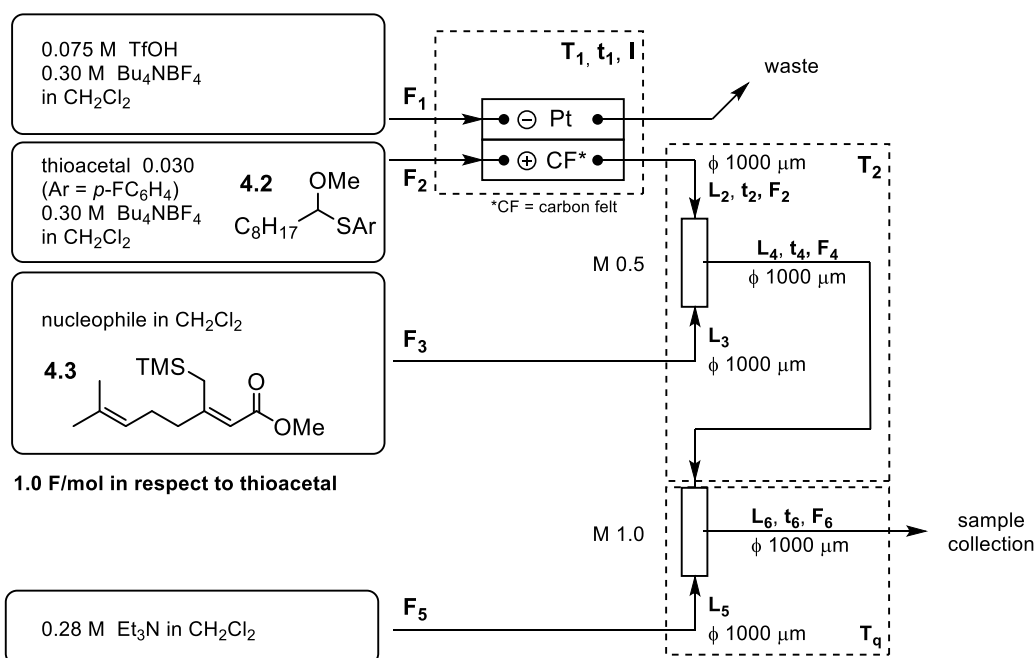 0.075 M TfOH
0.30 M Bu₄NBF₄
in CH₂Cl₂
F₁
T₁, t₁, I
⊖ Pt
waste
thioacetal 0.030
(Ar = p-FC₆H₄)
0.30 M Bu₄NBF₄
in CH₂Cl₂
4.2
OMe
C₈H₁₇
SAr
F₂
⊕ CF*
*CF = carbon felt
ϕ 1000 μm
T₂
L₂, t₂, F₂
M 0.5
L₄, t₄, F₄
ϕ 1000 μm
nucleophile in CH₂Cl₂
4.3
TMS
O
OMe
F₃
L₃
ϕ 1000 μm
1.0 F/mol in respect to thioacetal
M 1.0
L₆, t₆, F₆
ϕ 1000 μm
sample
collection
0.28 M Et₃N in CH₂Cl₂
F₅
L₅
ϕ 1000 μm
T_q